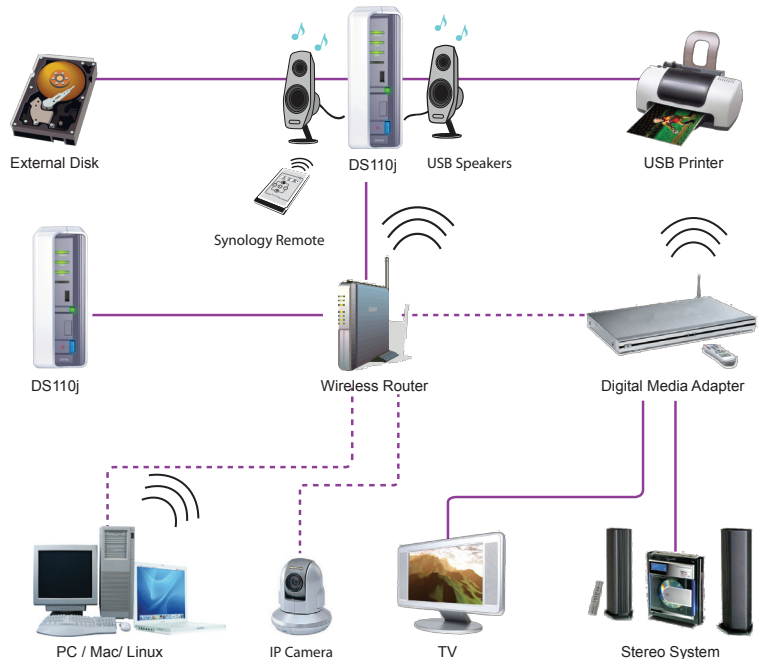 External Disk
DS110j
USB Speakers
USB Printer
Synology Remote
DS110j
Wireless Router
Digital Media Adapter
PC / Mac/ Linux
IP Camera
TV
Stereo System